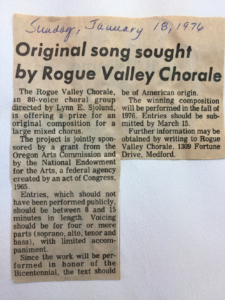 Sunday, January 18, 1976
Original song sought
by Rogue Valley Chorale
The Rogue Valley Chorale,
an 80-voice choral group
directed by Lynn E. Sjolund,
is offering a prize for an
original composition for a
large mixed chorus.
The project is jointly spon-
sored by a grant from the
Oregon Arts Commission and
by the National Endowment
for the Arts, a federal agency
created by an act of Congress,
1965.
Entries, which should not
have been performed publicly,
should be between 8 and 15
minutes in length. Voicing
should be for four or more
parts (soprano, alto, tenor and
bass), with limited accom-
paniment.
Since the work will be per-
formed in honor of the
Bicentennial, the text should
be of American origin.
The winning composition
will be performed in the fall of
1976. Entries should be sub-
mitted by March 15.
Further information may be
obtained by writing to Rogue
Valley Chorale, 1309 Fortune
Drive, Medford.